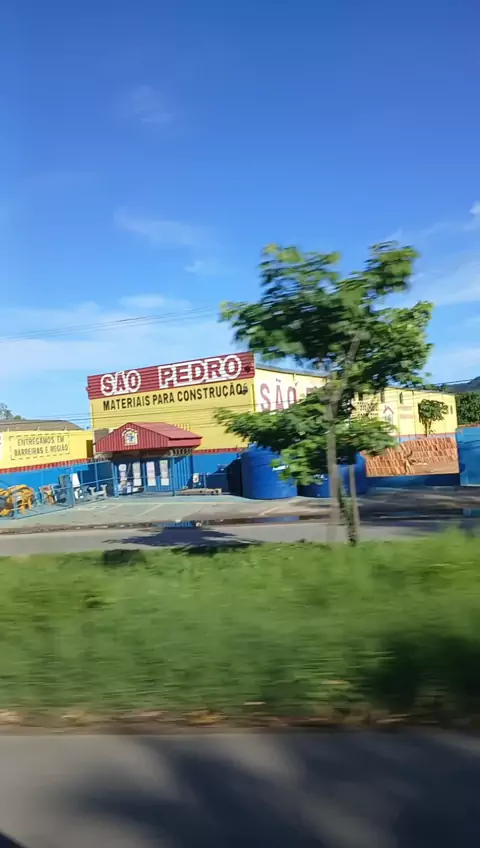 SÃO PEDRO
MATERIAIS PARA CONSTRUÇÃO
SÃO
ENTREGAMOS EM
BARREIRAS E REGIÃO